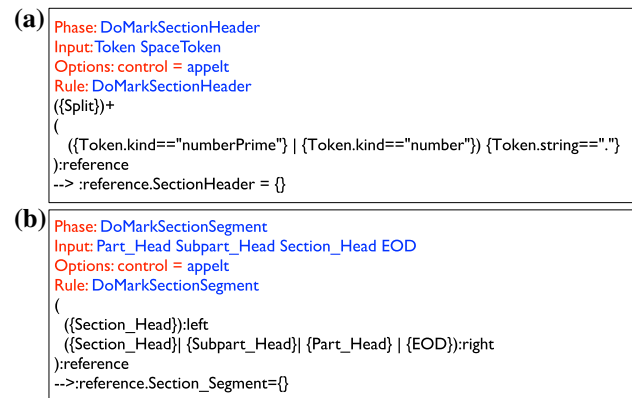 (a)
Phase: DoMarkSectionHeader
Input: Token SpaceToken
Options: control = appelt
Rule: DoMarkSectionHeader
({Split})+
(
({Token.kind=="numberPrime"} | {Token.kind=="number"}) {Token.string=="."}
):reference
--> :reference.SectionHeader = {}
(b)
Phase: DoMarkSectionSegment
Input: Part_Head Subpart_Head Section_Head EOD
Options: control = appelt
Rule: DoMarkSectionSegment
(
({Section_Head}):left
({Section_Head}| {Subpart_Head}| {Part_Head} | {EOD}):right
):reference
-->:reference.Section_Segment={}